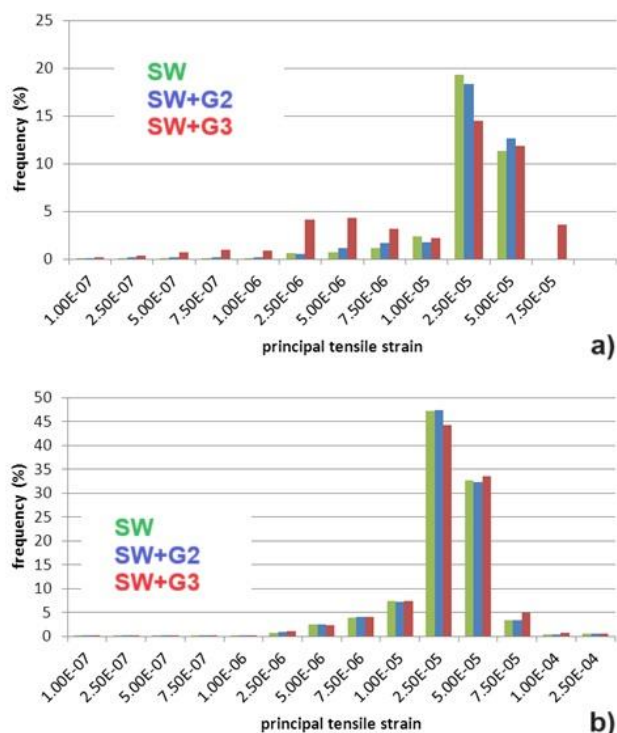 25
20
15
10
5
0
frequency (%)
SW
SW+G2
SW+G3
1.00E-07
2.50E-07
5.00E-07
7.50E-07
1.00E-06
2.50E-06
5.00E-06
7.50E-06
1.00E-05
2.50E-05
5.00E-05
7.50E-05
principal tensile strain
a)
50
45
40
35
30
25
20
15
10
5
0
frequency (%)
SW
SW+G2
SW+G3
1.00E-07
2.50E-07
5.00E-07
7.50E-07
1.00E-06
2.50E-06
5.00E-06
7.50E-06
1.00E-05
2.50E-05
5.00E-05
7.50E-05
1.00E-04
2.50E-04
principal tensile strain
b)